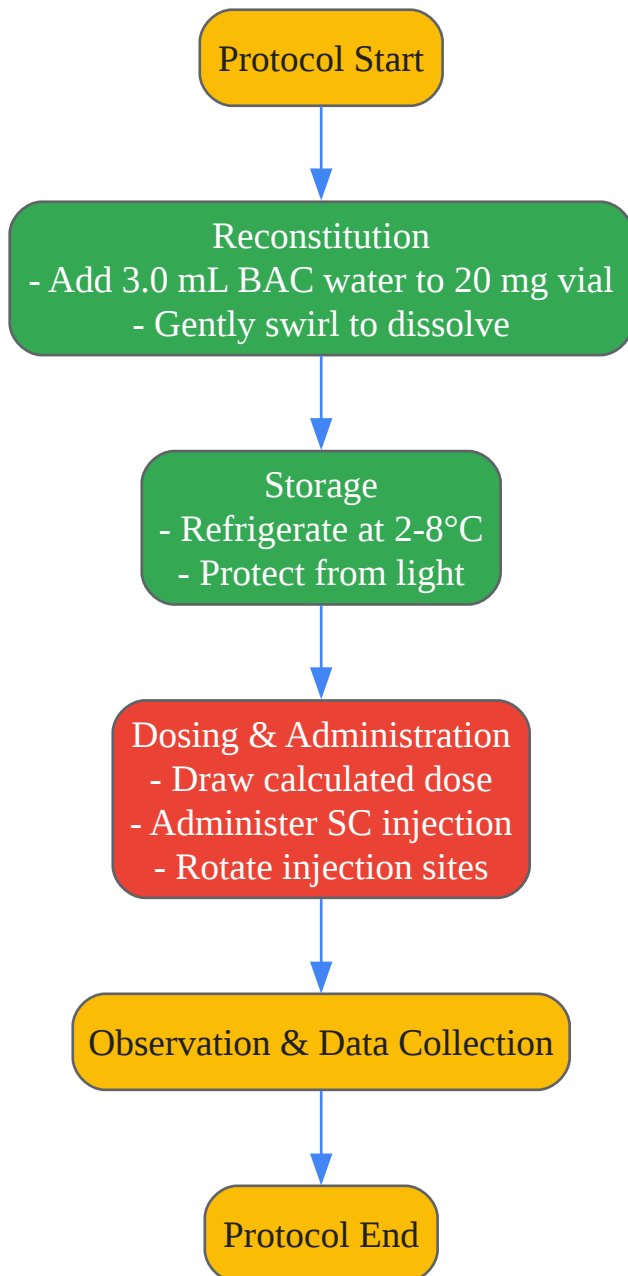 Protocol Start
Reconstitution
- Add 3.0 mL BAC water to 20 mg vial
- Gently swirl to dissolve
Storage
- Refrigerate at 2-8°C
- Protect from light
Dosing & Administration
- Draw calculated dose
- Administer SC injection
- Rotate injection sites
Observation & Data Collection
Protocol End